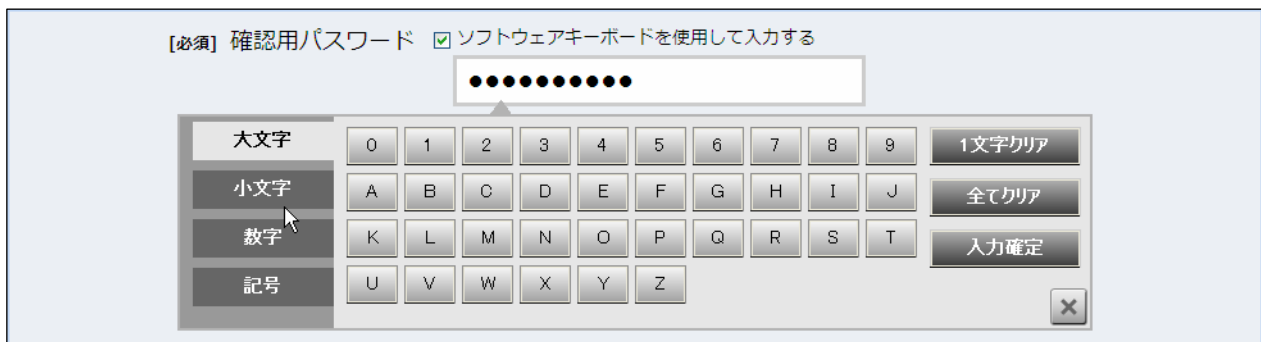 [必須] 確認用パスワード ソフトウェアキーボードを使用して入力する
●●●●●●●●●●
大文字 0 1 2 3 4 5 6 7 8 9 1文字クリア
小文字 A B C D E F G H I J 全てクリア
数字 K L M N O P Q R S T 入力確定
記号 U V W X Y Z
×